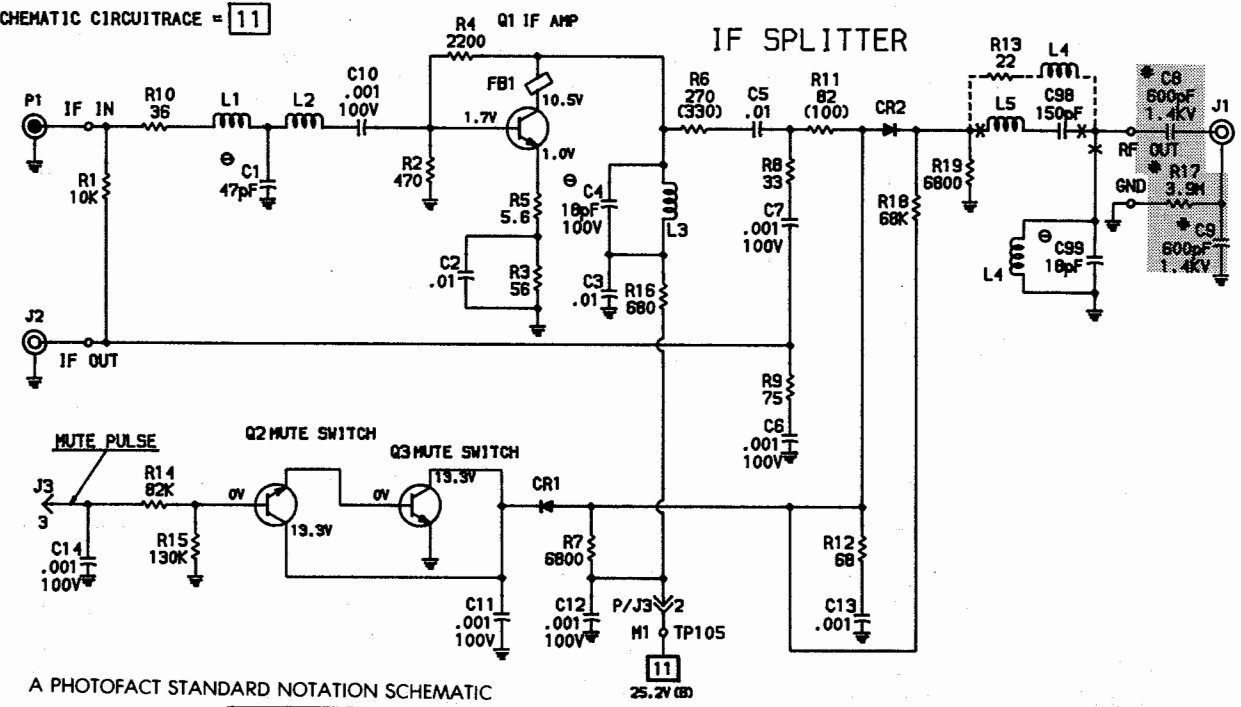 CHEMATIC CIRCUITRACE = 11
Q1 IF AMP
IF SPLITTER
R4
2200
FB1
10.5V
1.7V
1.0V
P1
IF IN
R10
36
L1
L2
C10
.001
100V
R1
10K
C1
47pF
R2
470
R5
5.6
C2
.01
R3
56
C4
18pF
100V
L3
C3
.01
R16
680
R6
270
(330)
C5
.01
R11
82
(100)
CR2
R8
33
C7
.001
100V
R18
68K
R19
6800
R13
22
L4
L5
C98
150pF
C8
600pF
1.4KV
J1
RF OUT
R17
3.9M
GND
C9
600pF
1.4KV
L4
C99
18pF
J2
IF OUT
R9
75
C6
.001
100V
MUTE PULSE
J3
3
R14
82K
C14
.001
100V
R15
130K
Q2 MUTE SWITCH
0V
13.3V
Q3 MUTE SWITCH
0V
13.3V
CR1
R7
6800
C11
.001
100V
C12
.001
100V
P/J3
2
M1
TP105
11
25.2V (B)
R12
68
C13
.001
A PHOTOFACT STANDARD NOTATION SCHEMATIC